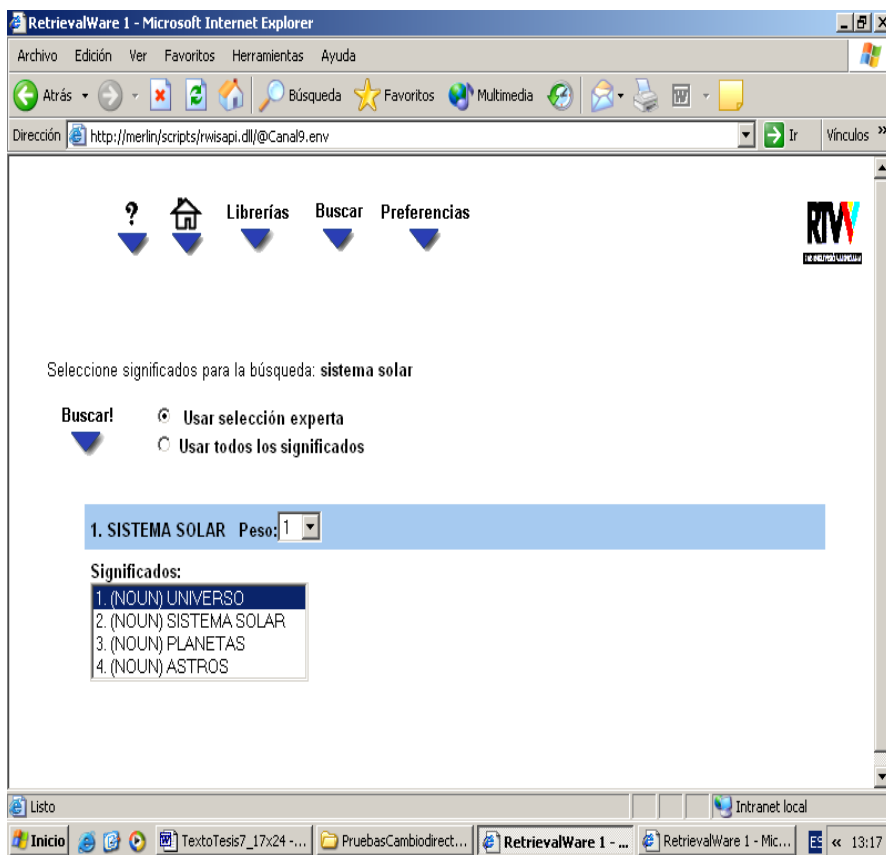 RetrievalWare 1 - Microsoft Internet Explorer
Archivo Edición Ver Favoritos Herramientas Ayuda
Atrás Búsqueda Favoritos Multimedia
Dirección http://merlin/scripts/rwisapi.dll/@Canal9.env Ir Vínculos »
? Librerías Buscar Preferencias
RTVV
Seleccione significados para la búsqueda: sistema solar
Buscar! Usar selección experta
Usar todos los significados
1. SISTEMA SOLAR Peso: 1
Significados:
1. (NOUN) UNIVERSO
2. (NOUN) SISTEMA SOLAR
3. (NOUN) PLANETAS
4. (NOUN) ASTROS
Listo Intranet local
Inicio TextoTesis7_17x24 -... PruebasCambiodirect... RetrievalWare 1 - ... RetrievalWare 1 - Mic... ES « 13:17